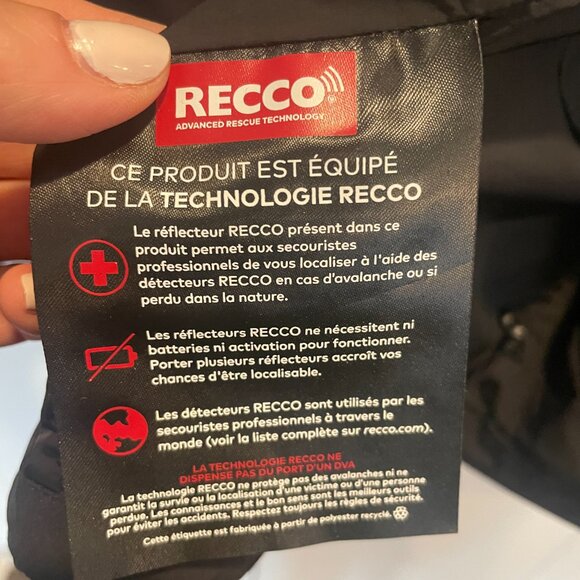 RECCO®
ADVANCED RESCUE TECHNOLOGY
CE PRODUIT EST ÉQUIPÉ
DE LA TECHNOLOGIE RECCO
Le réflecteur RECCO présent dans ce
produit permet aux secouristes
professionnels de vous localiser à l'aide des
détecteurs RECCO en cas d'avalanche ou si
perdu dans la nature.
Les réflecteurs RECCO ne nécessitent ni
batteries ni activation pour fonctionner.
Porter plusieurs réflecteurs accroît vos
chances d'être localisable.
Les détecteurs RECCO sont utilisés par les
secouristes professionnels à travers le
monde (voir la liste complète sur recco.com).
LA TECHNOLOGIE RECCO NE
DISPENSE PAS DU PORT D'UN DVA
La technologie RECCO ne protège pas des avalanches ni ne
garantit la survie ou la localisation d'une victime ou d'une personne
perdue. Les connaissances et le bon sens sont les meilleurs outils
pour éviter les accidents. Respectez toujours les règles de sécurité.
Cette étiquette est fabriquée à partir de polyester recyclé.